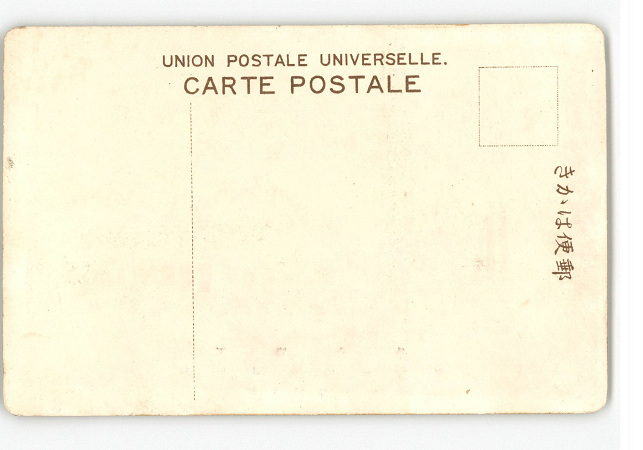 UNION POSTALE UNIVERSELLE.
CARTE POSTALE
郵便はかき